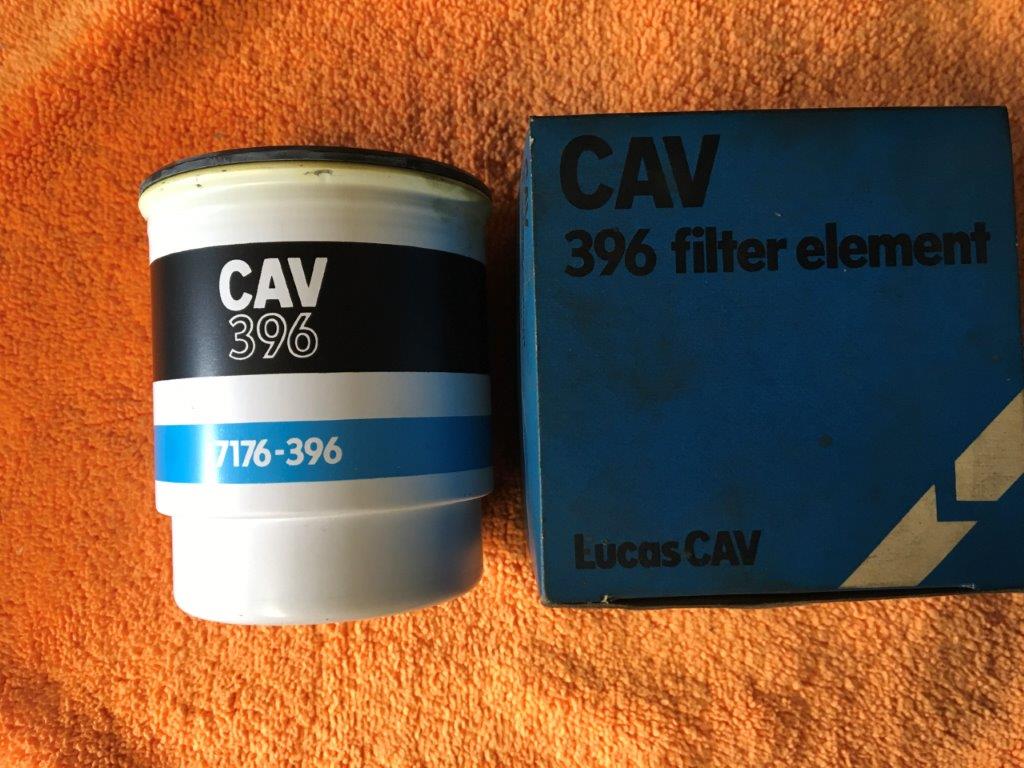 CAV
396
7176-396
CAV
396 filter element
Lucas CAV